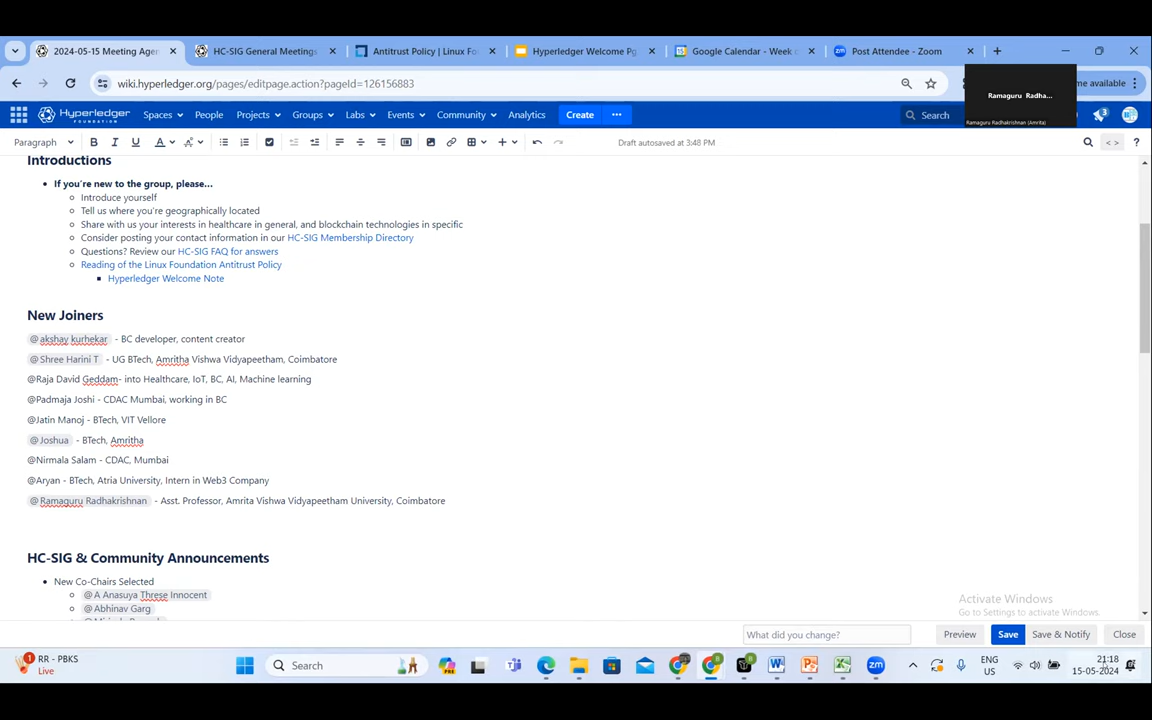 2024-05-15 Meeting Agen
HC-SIG General Meetings
Antitrust Policy | Linux Fo
Hyperledger Welcome Pg
Google Calendar - Week o
Post Attendee - Zoom
wiki.hyperledger.org/pages/editpage.action?pageId=126156883
me available
Ramaguru Radha...
Ramaguru Radhakrishnan (Amrita)
HYPERLEDGER
FOUNDATION
Spaces
People
Projects
Groups
Labs
Events
Community
Analytics
Create
Search
3
Paragraph
B
I
U
A
Draft autosaved at 3:48 PM
< >
?
Introductions
• If you're new to the group, please...
Introduce yourself
Tell us where you're geographically located
Share with us your interests in healthcare in general, and blockchain technologies in specific
Consider posting your contact information in our HC-SIG Membership Directory
Questions? Review our HC-SIG FAQ for answers
Reading of the Linux Foundation Antitrust Policy
Hyperledger Welcome Note
New Joiners
@akshay kurhekar - BC developer, content creator
@Shree Harini T - UG BTech, Amritha Vishwa Vidyapeetham, Coimbatore
@Raja David Geddam- into Healthcare, IoT, BC, AI, Machine learning
@Padmaja Joshi - CDAC Mumbai, working in BC
@Jatin Manoj - BTech, VIT Vellore
@Joshua - BTech, Amritha
@Nirmala Salam - CDAC, Mumbai
@Aryan - BTech, Atria University, Intern in Web3 Company
@Ramaguru Radhakrishnan - Asst. Professor, Amrita Vishwa Vidyapeetham University, Coimbatore
HC-SIG & Community Announcements
• New Co-Chairs Selected
@A Anasuya Threse Innocent
@Abhinav Garg
Activate Windows
Go to Settings to activate Windows.
What did you change?
Preview
Save
Save & Notify
Close
1
RR - PBKS
Live
Search
ENG
US
21:18
15-05-2024